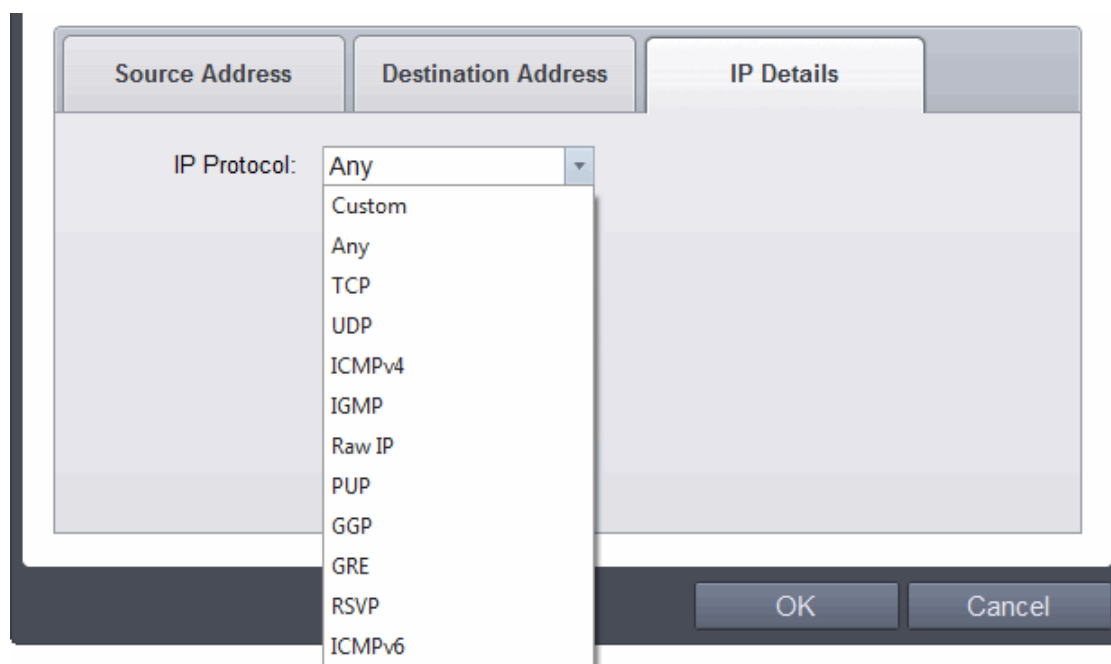 Source Address
Destination Address
IP Details
IP Protocol:
Any
Custom
Any
TCP
UDP
ICMPv4
IGMP
Raw IP
PUP
GGP
GRE
RSVP
ICMPv6
OK
Cancel